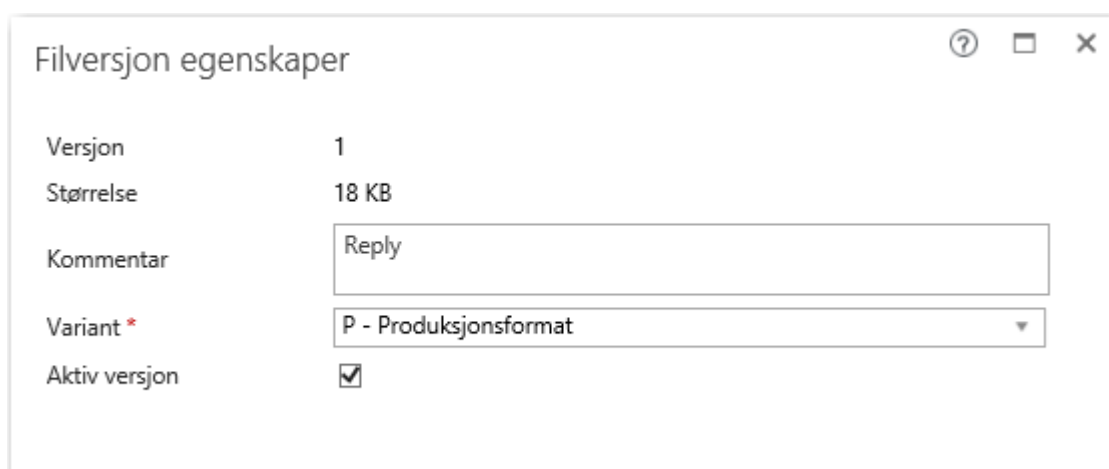 Filversjon egenskaper
Versjon 1
Størrelse 18 KB
Kommentar Reply
Variant * P - Produksjonsformat
Aktiv versjon